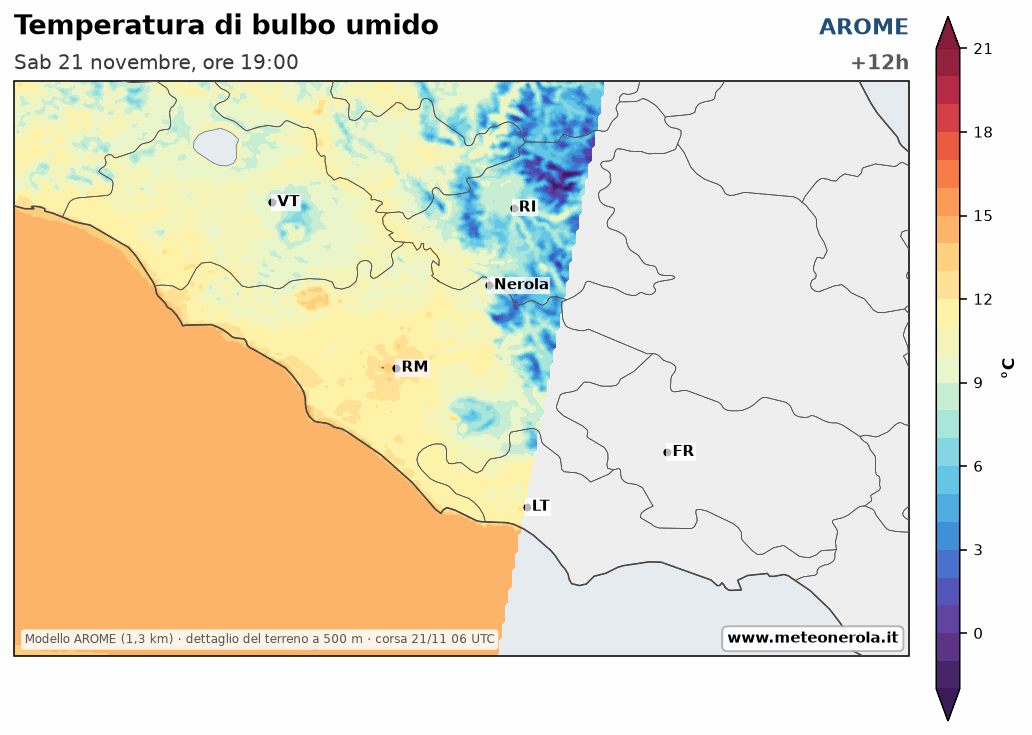 Temperatura di bulbo umido
AROME
Sab 21 novembre, ore 19:00
+12h
21
18
15
12
9
6
3
0
°C
VT
RI
Nerola
RM
FR
LT
Modello AROME (1,3 km) · dettaglio del terreno a 500 m · corsa 21/11 06 UTC
www.meteonerola.it